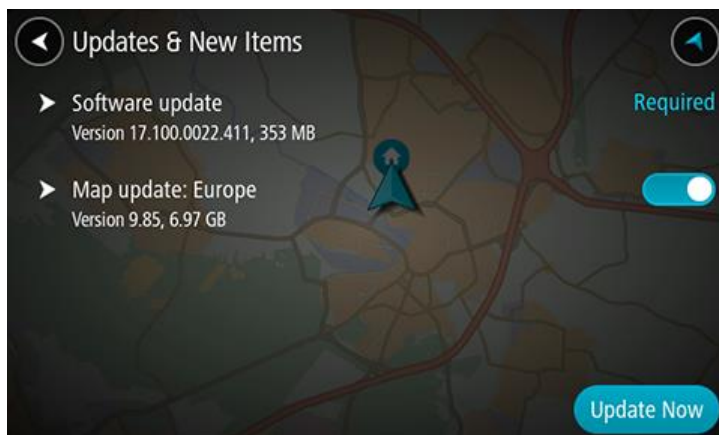 Updates & New Items
Software update
Required
Version 17.100.0022.411, 353 MB
Map update: Europe
Version 9.85, 6.97 GB
Update Now